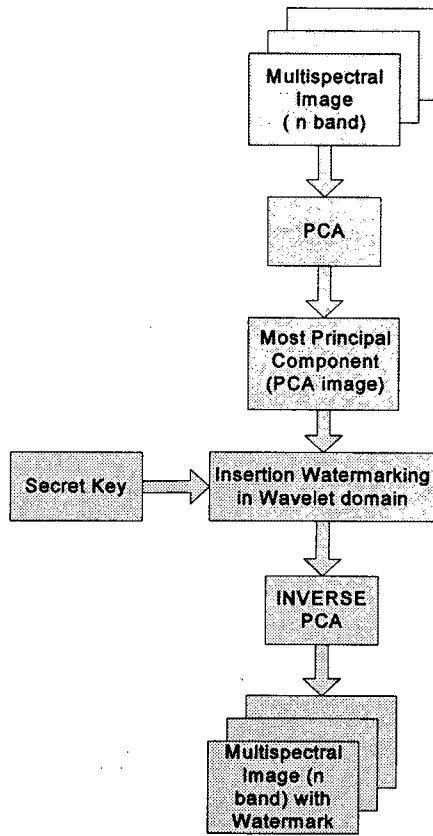 Multispectral
Image
( n band)
PCA
Most Principal
Component
(PCA image)
Secret Key
Insertion Watermarking
in Wavelet domain
INVERSE
PCA
Multispectral
Image (n
band) with
Watermark